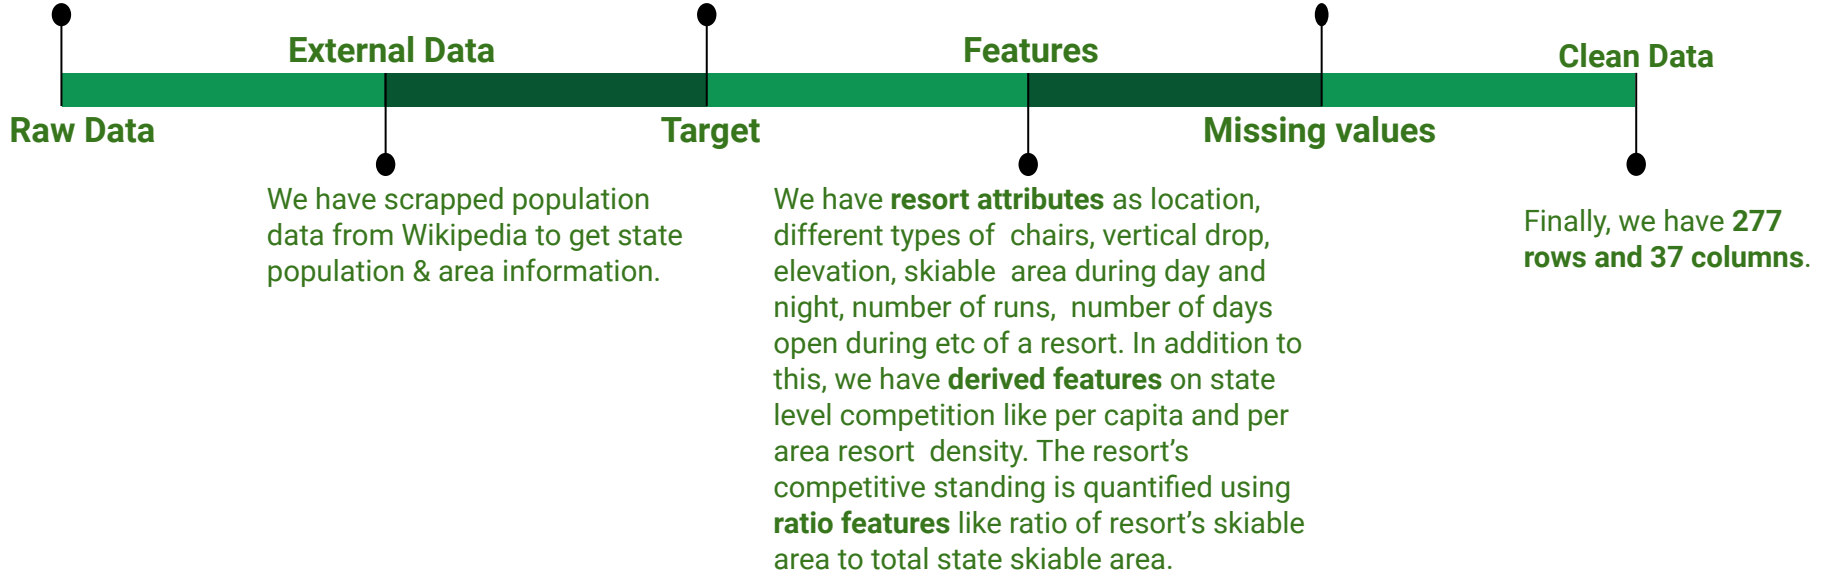 External Data
Features
Clean Data
Raw Data
Target
Missing values
We have scrapped population
data from Wikipedia to get state
population & area information.
We have resort attributes as location,
different types of  chairs, vertical drop,
elevation, skiable  area during day and
night, number of runs,  number of days
open during etc of a resort. In addition to
this, we have derived features on state
level competition like per capita and per
area resort  density. The resort’s
competitive standing is quantified using
ratio features like ratio of resort’s skiable
area to total state skiable area.
Finally, we have 277
rows and 37 columns.